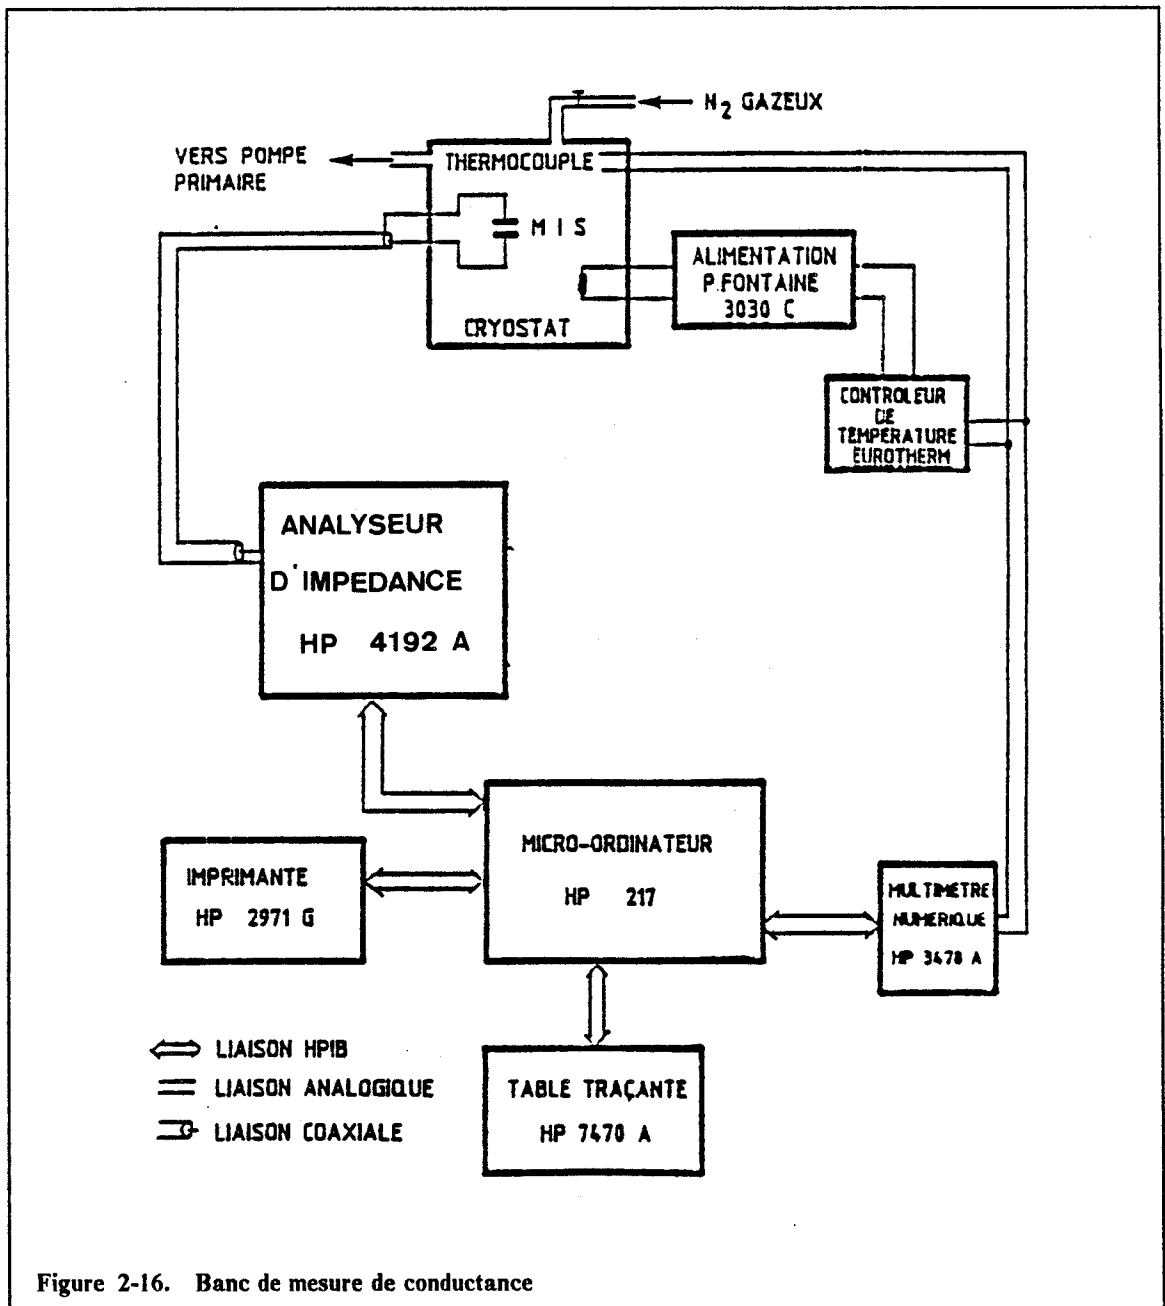 N2 GAZEUX
VERS POMPE
PRIMAIRE
THERMOCOUPLE
M I S
CRYOSTAT
ALIMENTATION
P.FONTAINE
3030 C
CONTROLEUR
DE
TEMPERATURE
EUROTHERM
ANALYSEUR
D'IMPEDANCE
HP 4192 A
MICRO-ORDINATEUR
HP 217
IMPRIMANTE
HP 2971 G
MULTIMETRE
NUMERIQUE
HP 3478 A
LIAISON HPIB
LIAISON ANALOGIQUE
LIAISON COAXIALE
TABLE TRAÇANTE
HP 7470 A
Figure 2-16. Banc de mesure de conductance